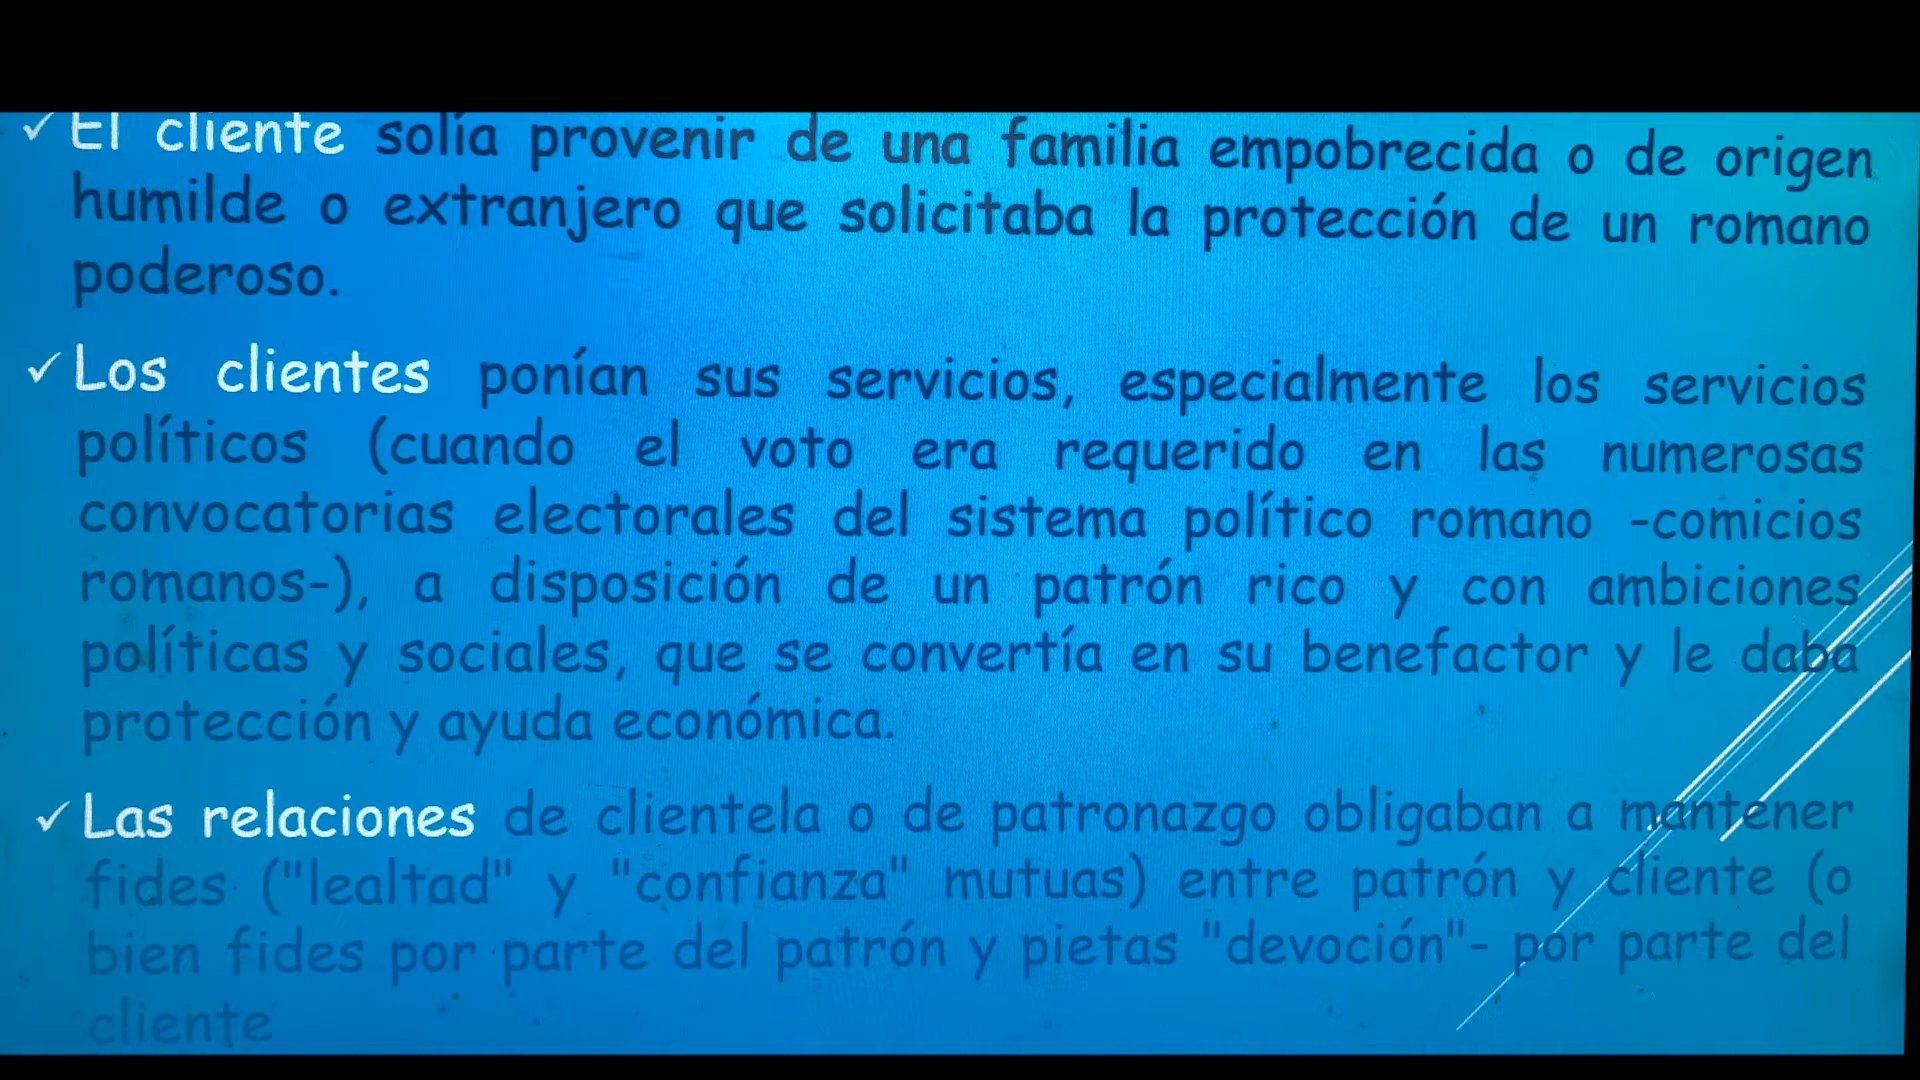 ✓ El cliente solía provenir de una familia empobrecida o de origen
humilde o extranjero que solicitaba la protección de un romano
poderoso.
✓ Los clientes ponían sus servicios, especialmente los servicios
políticos (cuando el voto era requerido en las numerosas
convocatorias electorales del sistema político romano -comicios
romanos-), a disposición de un patrón rico y con ambiciones
políticas y sociales, que se convertía en su benefactor y le daba
protección y ayuda económica.
✓ Las relaciones de clientela o de patronazgo obligaban a mantener
fides ("lealtad" y "confianza" mutuas) entre patrón y cliente (o
bien fides por parte del patrón y pietas "devoción"- por parte del
cliente